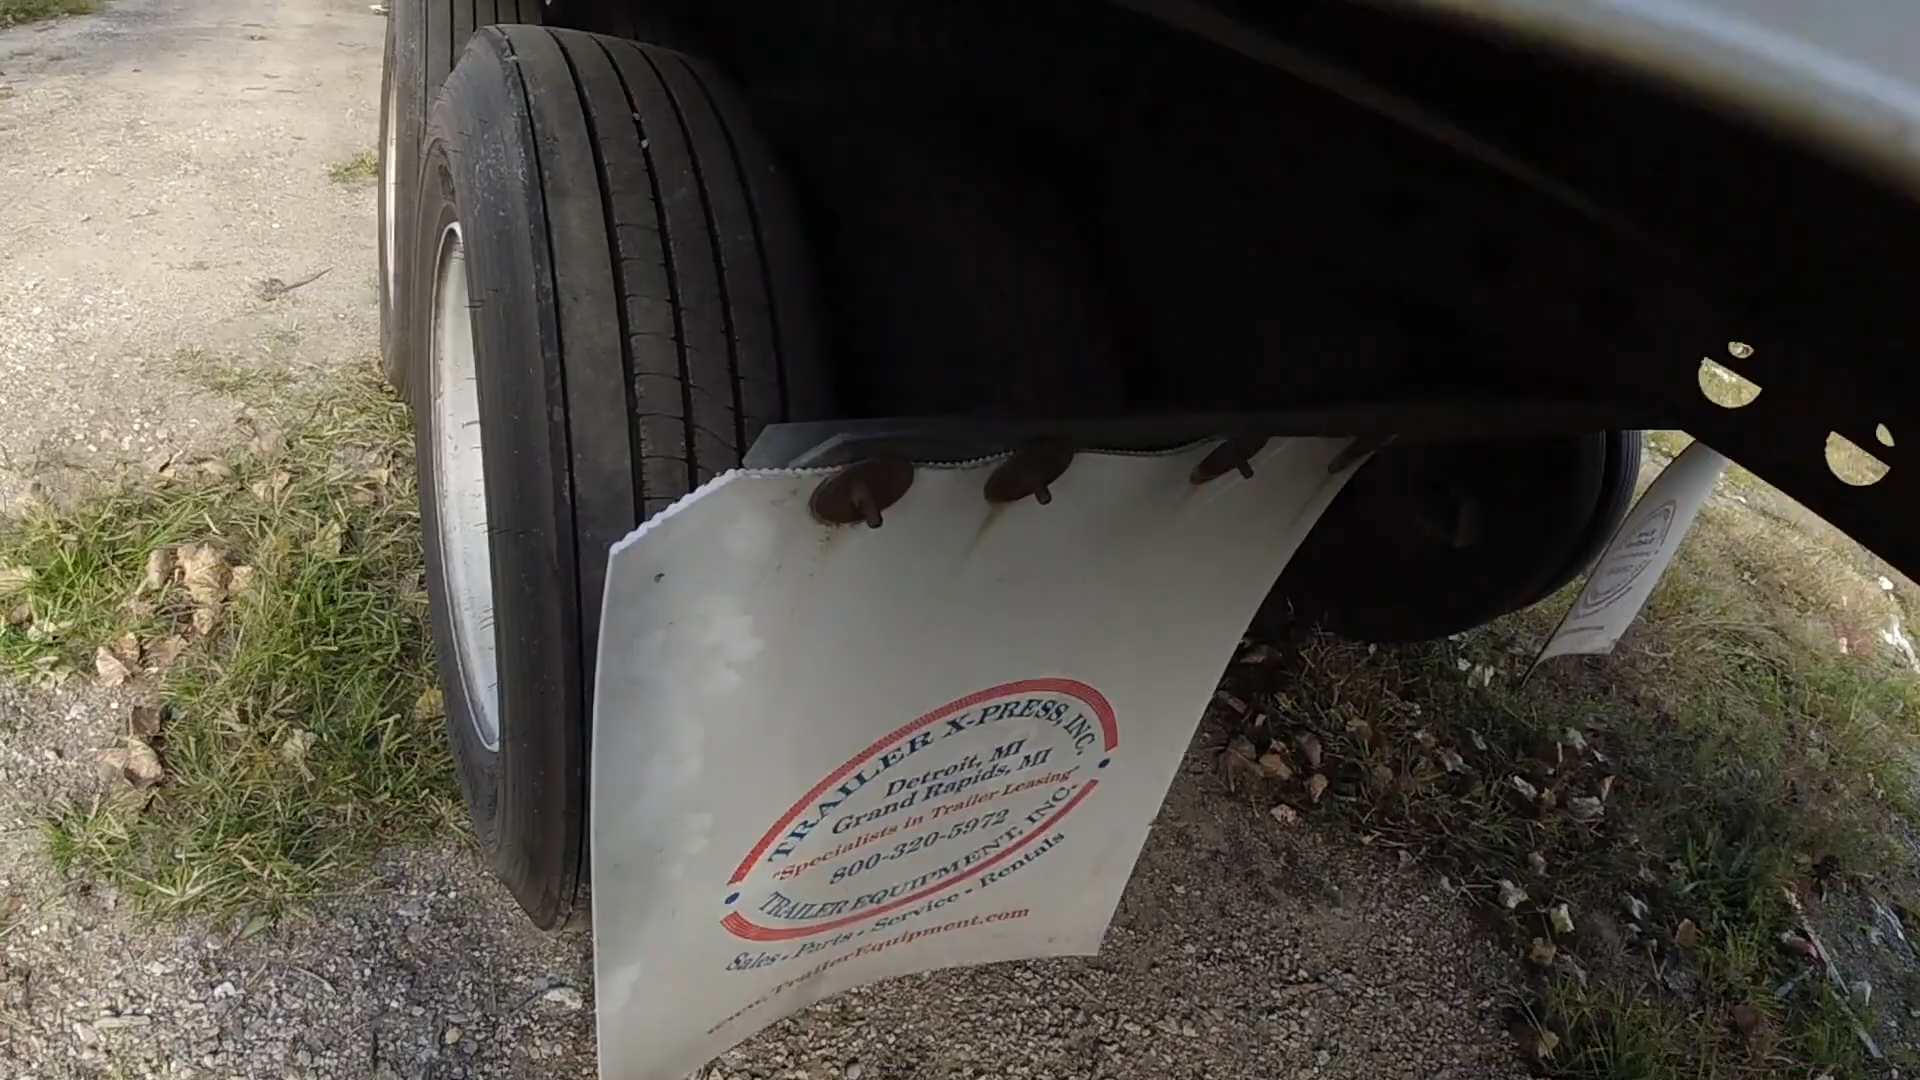 TRAILER X-PRESS, INC.
Detroit, MI
Grand Rapids, MI
"Specialists in Trailer Leasing"
800-320-5972
TRAILER EQUIPMENT, INC.
Sales - Parts - Service - Rentals
www.TrailerEquipment.com